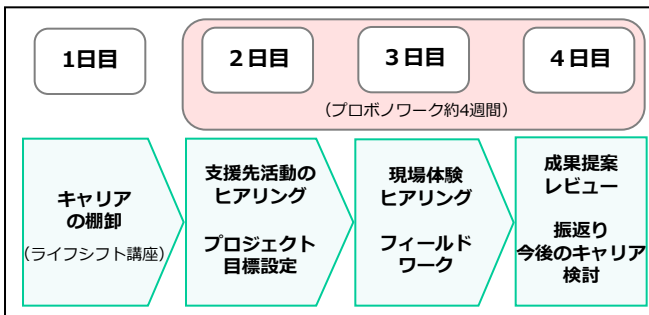 1日目
２日目
３日目
４日目
（プロボノワーク約4週間）
キャリア
の棚卸
（ライフシフト講座）
支援先活動の
ヒアリング
プロジェクト
目標設定
現場体験
ヒアリング
フィールド
ワーク
成果提案
レビュー
振返り
今後のキャリア
検討